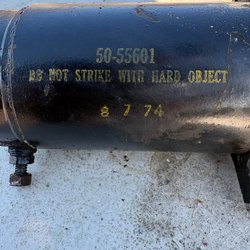 50-55601
DO NOT STRIKE WITH HARD OBJECT
8 7 74